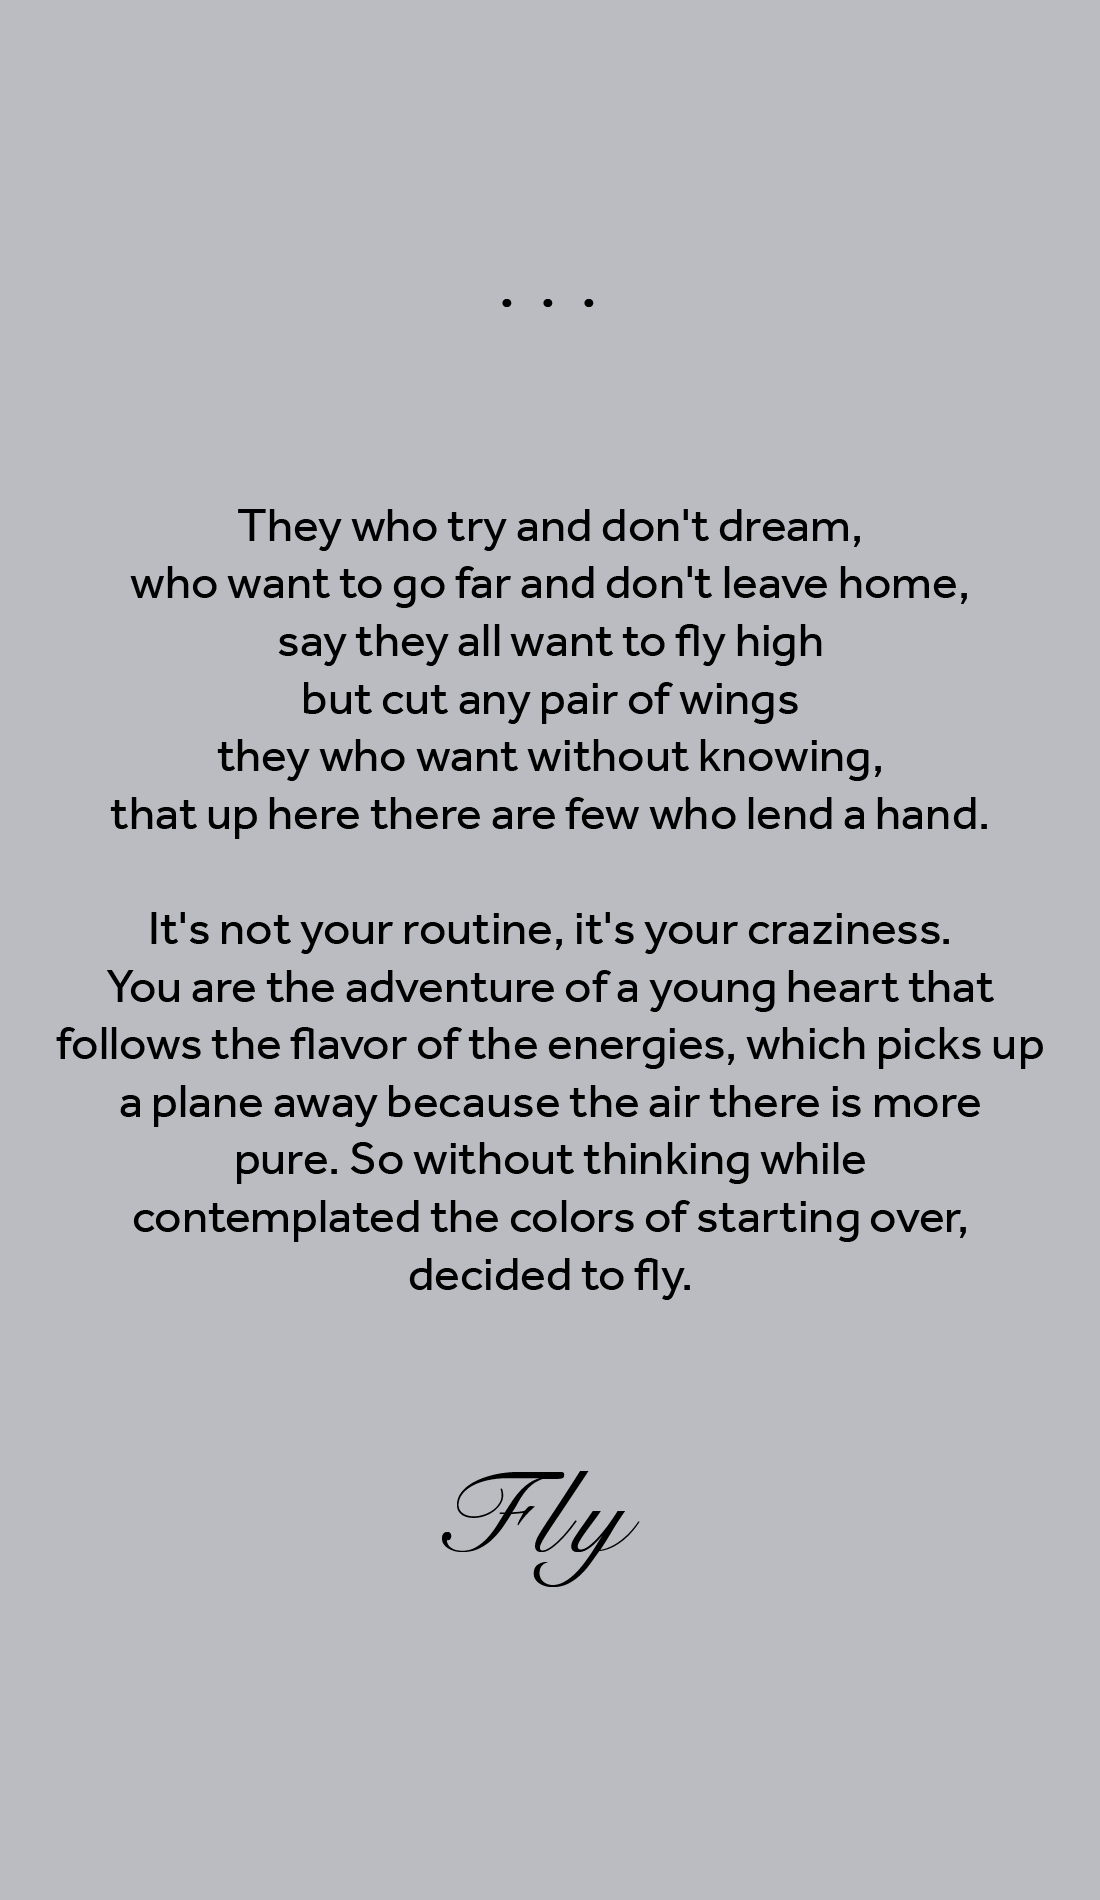 . . .
They who try and don't dream,
who want to go far and don't leave home,
say they all want to fly high
but cut any pair of wings
they who want without knowing,
that up here there are few who lend a hand.
It's not your routine, it's your craziness.
You are the adventure of a young heart that
follows the flavor of the energies, which picks up
a plane away because the air there is more
pure. So without thinking while
contemplated the colors of starting over,
decided to fly.
Fly